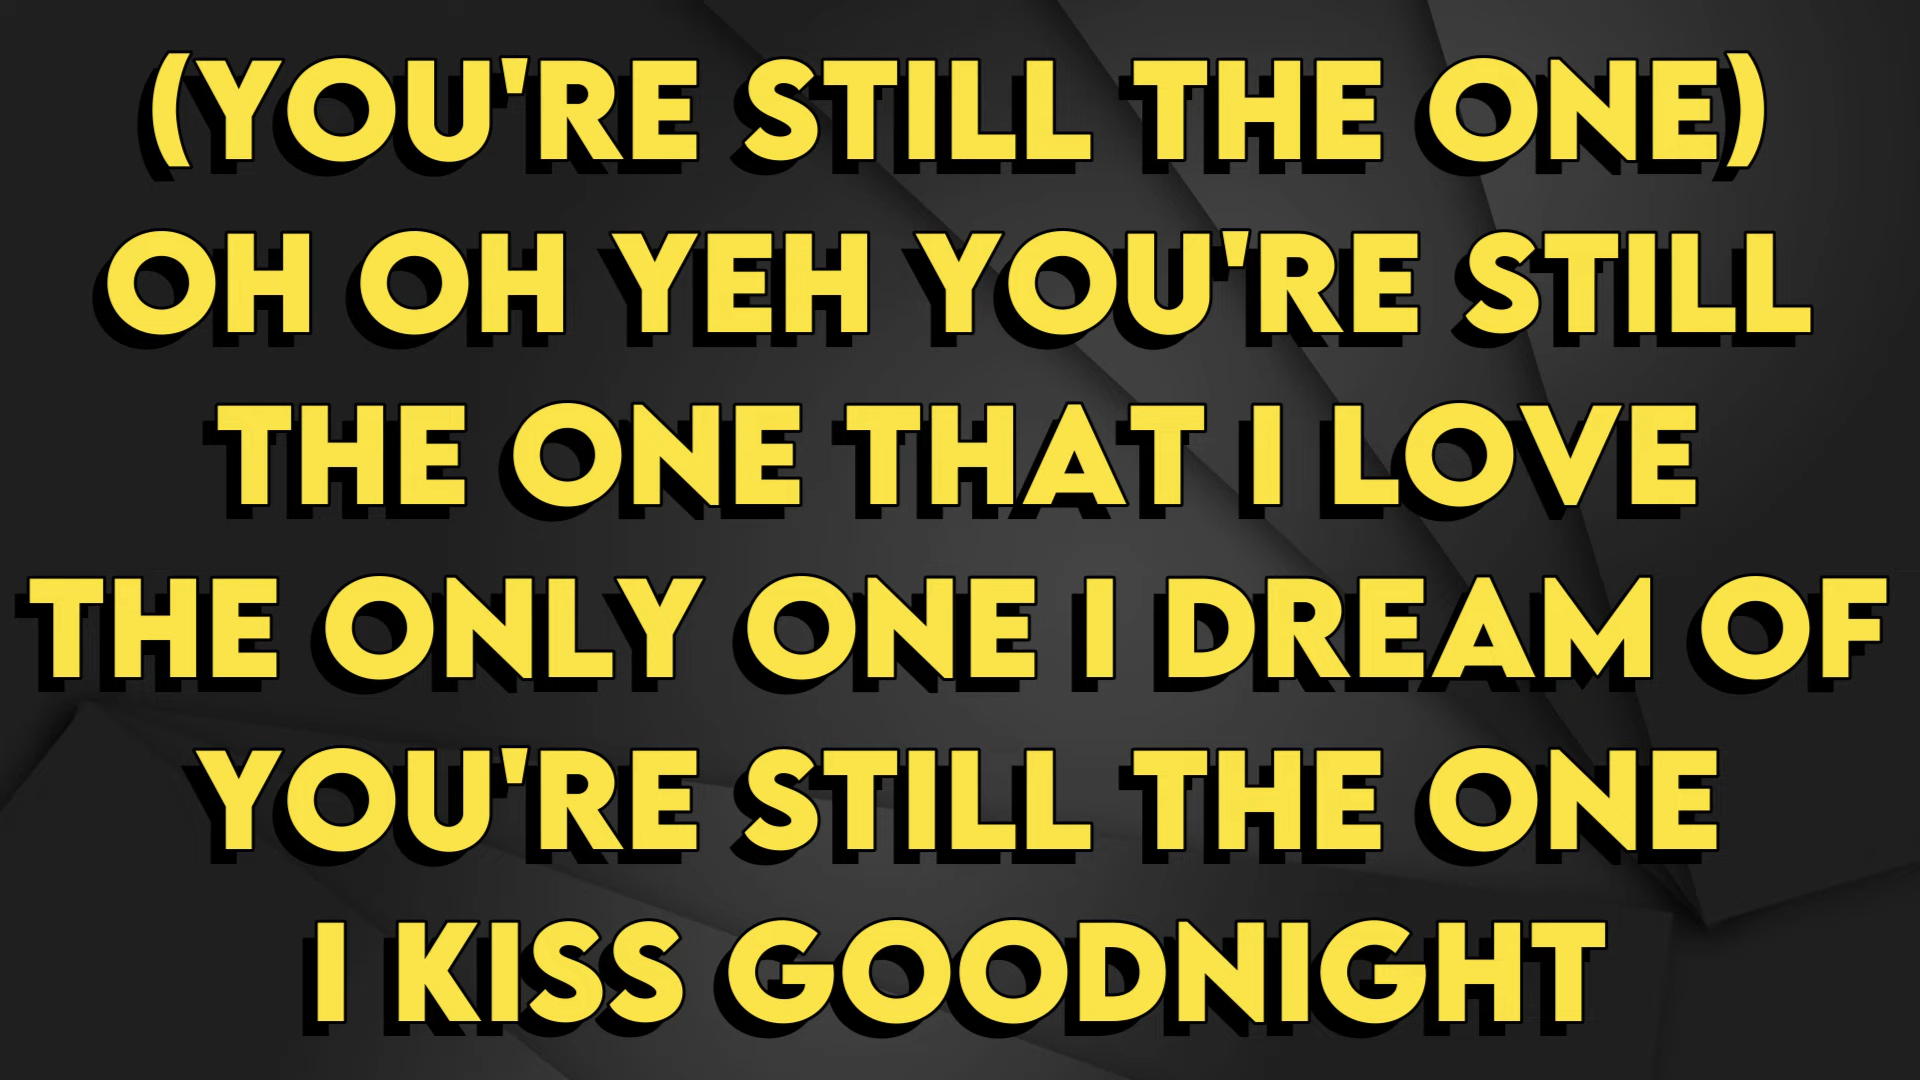 (YOU'RE STILL THE ONE)
OH OH YEH YOU'RE STILL
THE ONE THAT I LOVE
THE ONLY ONE I DREAM OF
YOU'RE STILL THE ONE
I KISS GOODNIGHT